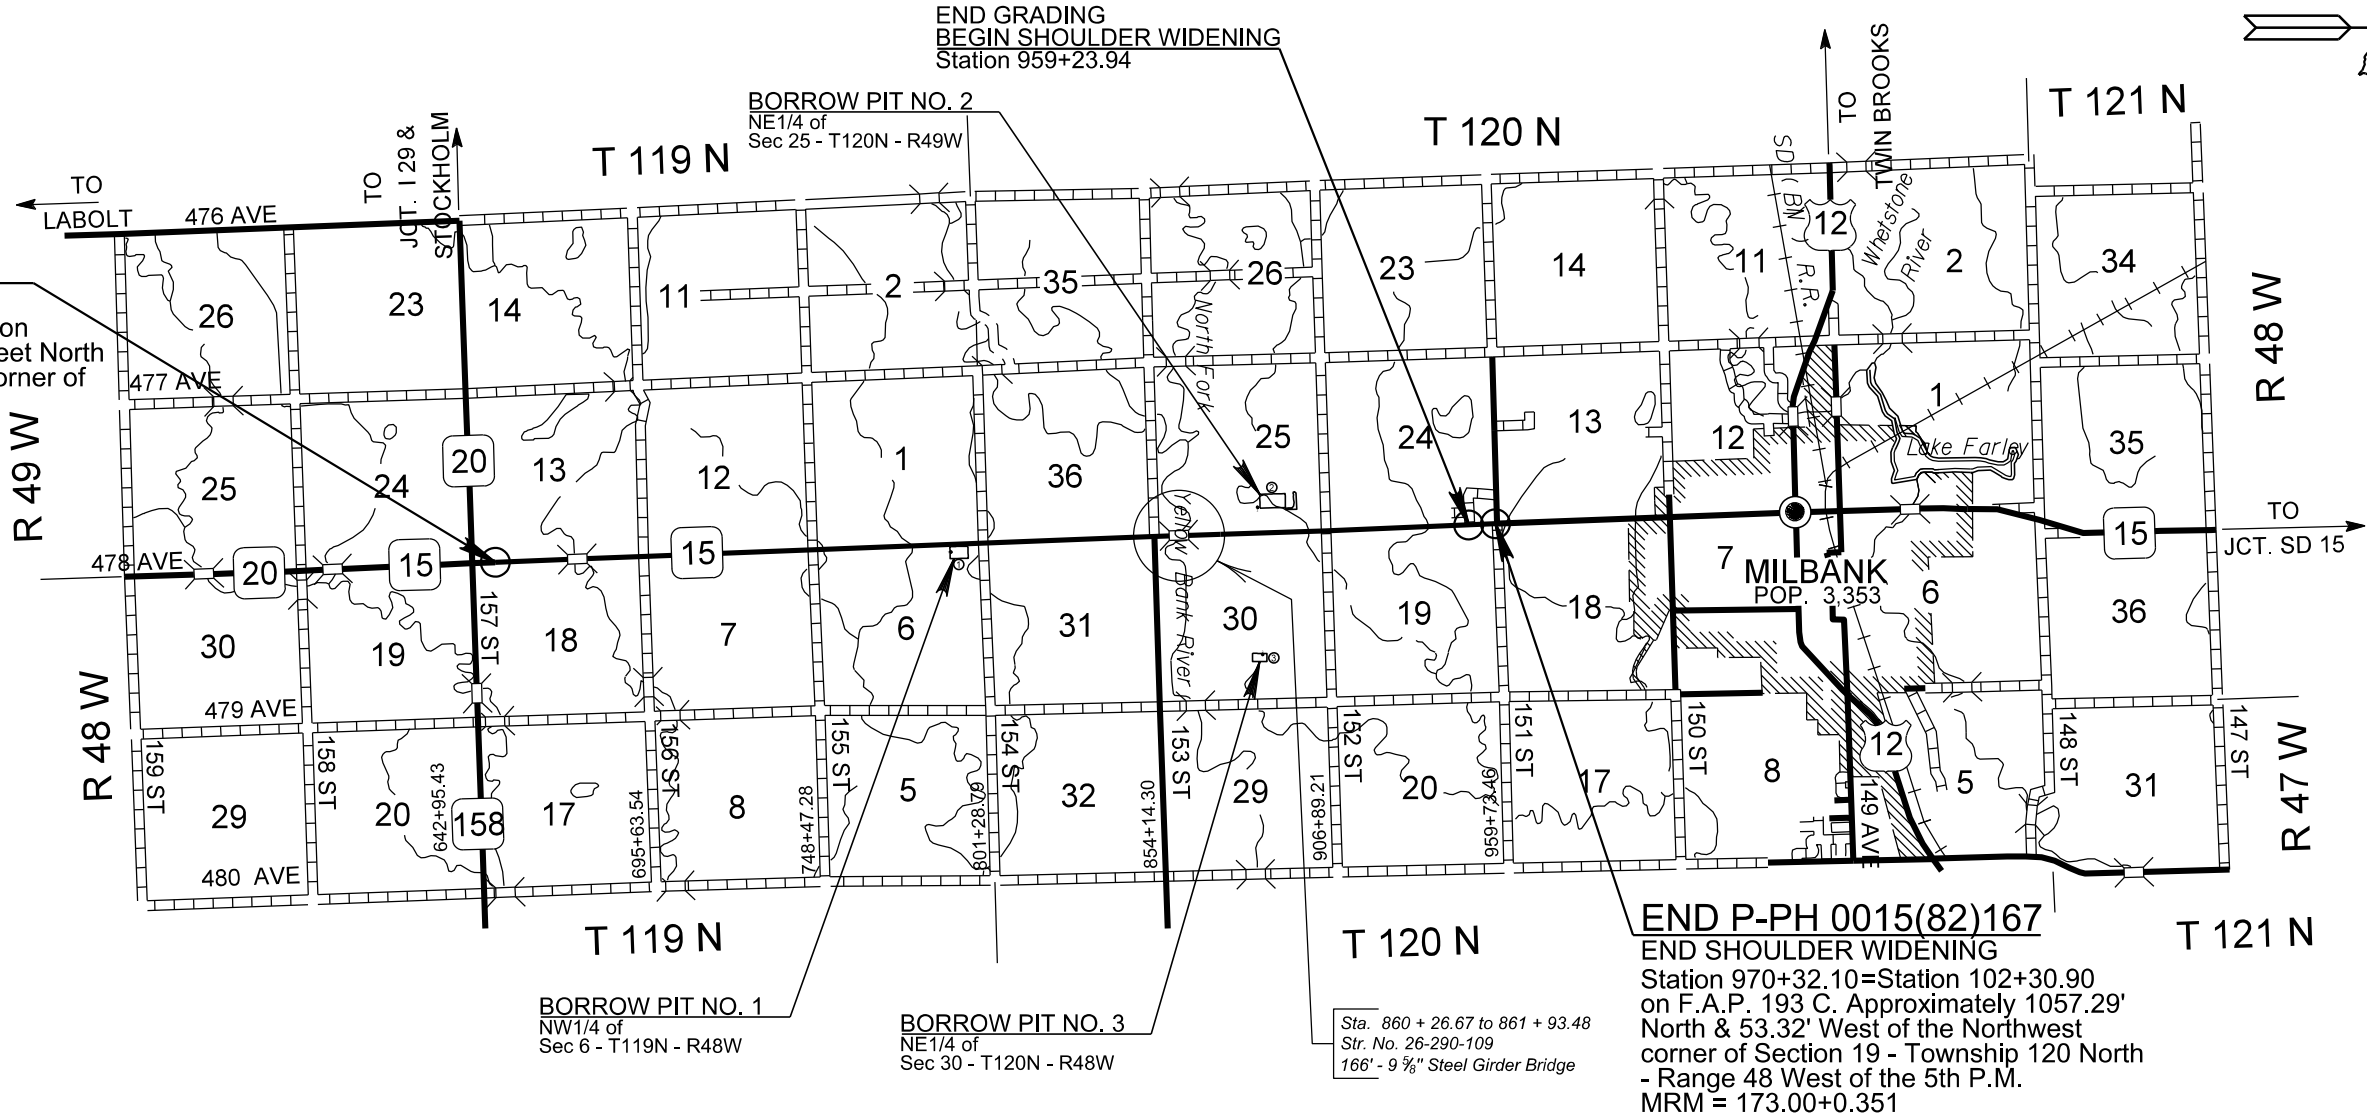 END GRADING
BEGIN SHOULDER WIDENING
Station 959+23.94
BORROW PIT NO. 2
NE1/4 of
Sec 25 - T120N - R49W
TO
LABOLT
476 AVE
TO
JCT. I 29 &
STOCKHOLM
T 119 N
T 120 N
TO
TWIN BROOKS
T 121 N
SD (BN) R.R.
12
Whetstone
River
26
23
14
11
2
35
26
23
14
11
2
34
R 48 W
on
eet North
orner of
477 AVE
R 49 W
North Fork
25
24
20
13
12
1
36
25
24
13
12
1
35
Lake Farley
478 AVE
20
15
15
15
TO
JCT. SD 15
Yellow Bank River
2
1
3
MILBANK
POP. 3,353
30
19
157 ST
18
7
6
31
30
19
18
7
6
36
R 48 W
479 AVE
159 ST
158 ST
156 ST
155 ST
154 ST
153 ST
152 ST
151 ST
150 ST
149 AVE
148 ST
147 ST
12
R 47 W
29
20
158
17
8
5
32
29
20
17
8
5
31
642+95.43
695+63.54
748+47.28
801+28.79
854+14.30
906+89.21
959+73.46
480 AVE
T 119 N
T 120 N
T 121 N
BORROW PIT NO. 1
NW1/4 of
Sec 6 - T119N - R48W
BORROW PIT NO. 3
NE1/4 of
Sec 30 - T120N - R48W
Sta. 860 + 26.67 to 861 + 93.48
Str. No. 26-290-109
166' - 9 5/8" Steel Girder Bridge
END P-PH 0015(82)167
END SHOULDER WIDENING
Station 970+32.10=Station 102+30.90
on F.A.P. 193 C. Approximately 1057.29'
North & 53.32' West of the Northwest
corner of Section 19 - Township 120 North
- Range 48 West of the 5th P.M.
MRM = 173.00+0.351